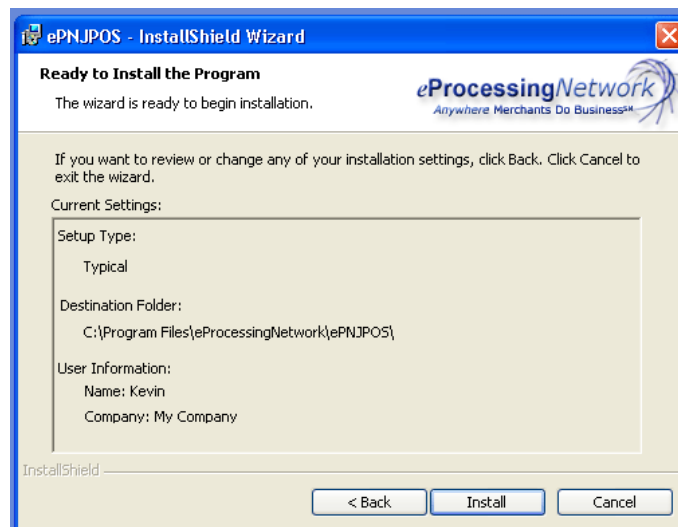 ePNJPOS - InstallShield Wizard
Ready to Install the Program
The wizard is ready to begin installation.
eProcessingNetwork
Anywhere Merchants Do Business℠
If you want to review or change any of your installation settings, click Back. Click Cancel to
exit the wizard.
Current Settings:
Setup Type:
Typical
Destination Folder:
C:\Program Files\eProcessingNetwork\ePNJPOS\
User Information:
Name: Kevin
Company: My Company
InstallShield
< Back
Install
Cancel